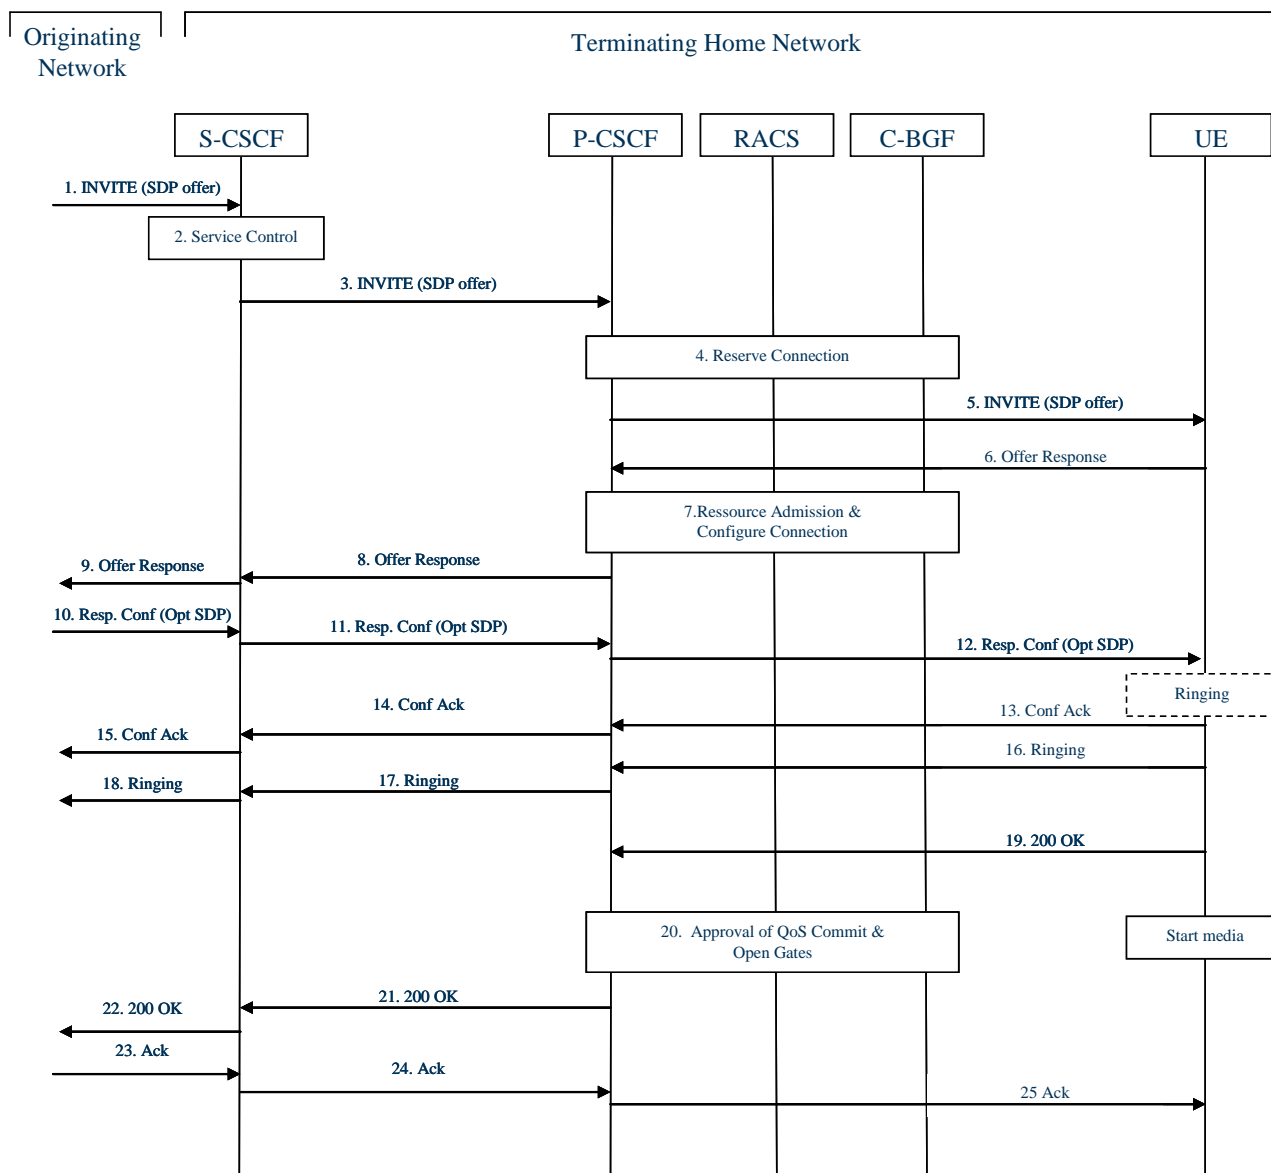 Originating
Network
Terminating Home Network
S-CSCF
P-CSCF
RACS
C-BGF
UE
1. INVITE (SDP offer)
2. Service Control
3. INVITE (SDP offer)
4. Reserve Connection
5. INVITE (SDP offer)
6. Offer Response
7.Ressource Admission &
Configure Connection
8. Offer Response
9. Offer Response
10. Resp. Conf (Opt SDP)
11. Resp. Conf (Opt SDP)
12. Resp. Conf (Opt SDP)
Ringing
13. Conf Ack
14. Conf Ack
15. Conf Ack
16. Ringing
17. Ringing
18. Ringing
19. 200 OK
20. Approval of QoS Commit &
Open Gates
Start media
21. 200 OK
22. 200 OK
23. Ack
24. Ack
25 Ack